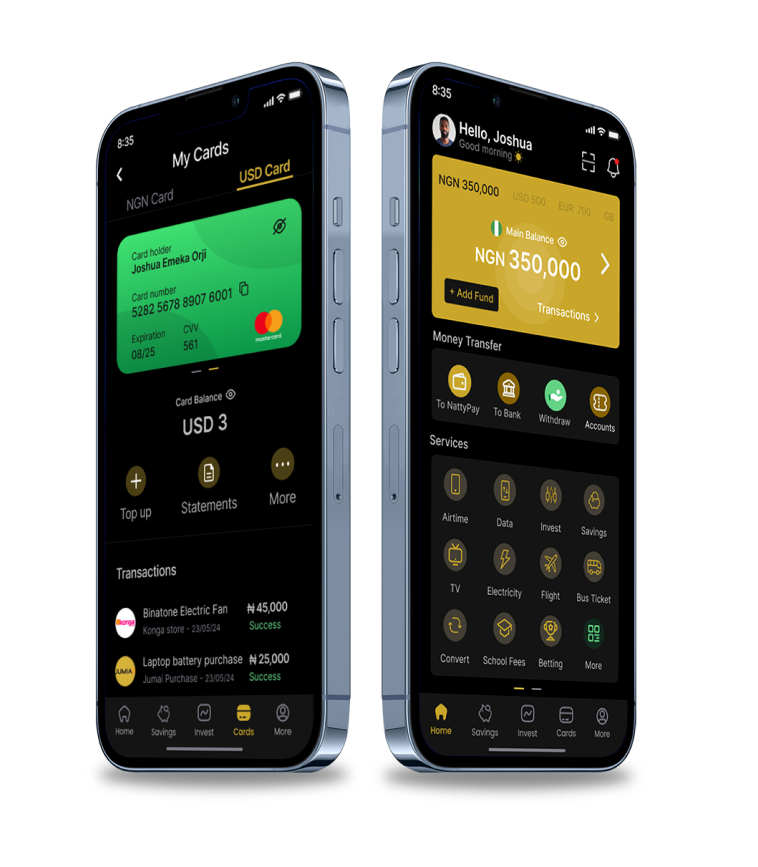 8:35
My Cards
NGN Card
USD Card
Card holder
Joshua Emeka Orji
Card number
5282 5678 8907 6001
Expiration
CVV
08/25
561
mastercard
Card Balance
USD 3
Top up
Statements
More
Transactions
konga
Binatone Electric Fan
₦45,000
Konga store - 23/05/24
Success
JUMIA
Laptop battery purchase
₦25,000
Jumai Purchase - 23/05/24
Success
Home
Savings
Invest
Cards
More
8:35
Hello, Joshua
Good morning
NGN 350,000
USD 500
EUR 700
GB
Main Balance
NGN 350,000
+ Add Fund
Transactions
Money Transfer
To NattyPay
To Bank
Withdraw
Accounts
Services
Airtime
Data
Invest
Savings
TV
Electricity
Flight
Bus Ticket
Convert
School Fees
Betting
More
Home
Savings
Invest
Cards
More